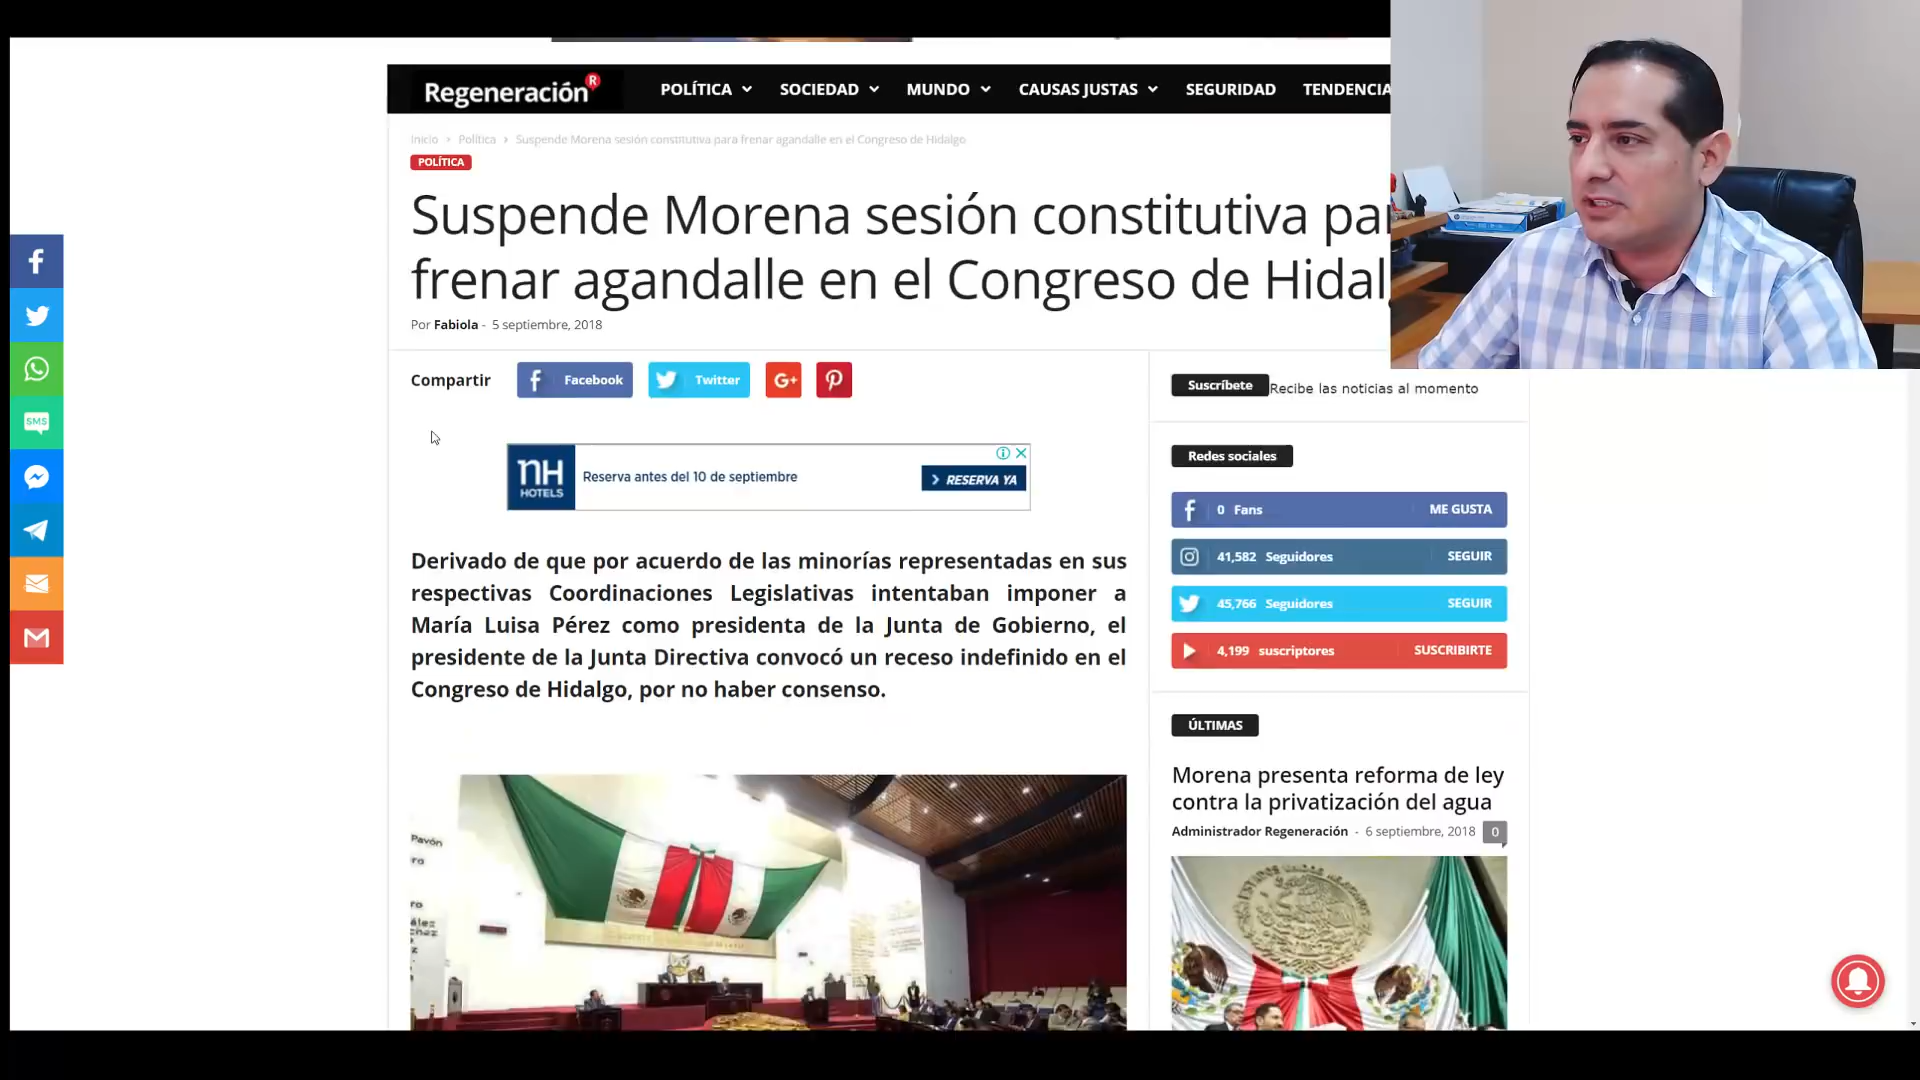 Regeneración R
POLÍTICA SOCIEDAD MUNDO CAUSAS JUSTAS SEGURIDAD TENDENCIA
Inicio › Política › Suspende Morena sesión constitutiva para frenar agandalle en el Congreso de Hidalgo
POLÍTICA
Suspende Morena sesión constitutiva pa
frenar agandalle en el Congreso de Hidal
Por Fabiola - 5 septiembre, 2018
Compartir
Facebook
Twitter
G+
SMS
nH
HOTELS
Reserva antes del 10 de septiembre
RESERVA YA
Derivado de que por acuerdo de las minorías representadas en sus
respectivas Coordinaciones Legislativas intentaban imponer a
María Luisa Pérez como presidenta de la Junta de Gobierno, el
presidente de la Junta Directiva convocó un receso indefinido en el
Congreso de Hidalgo, por no haber consenso.
Pavón
Suscríbete Recibe las noticias al momento
Redes sociales
0 Fans ME GUSTA
41,582 Seguidores SEGUIR
45,766 Seguidores SEGUIR
4,199 suscriptores SUSCRIBIRTE
ÚLTIMAS
Morena presenta reforma de ley
contra la privatización del agua
Administrador Regeneración - 6 septiembre, 2018 0